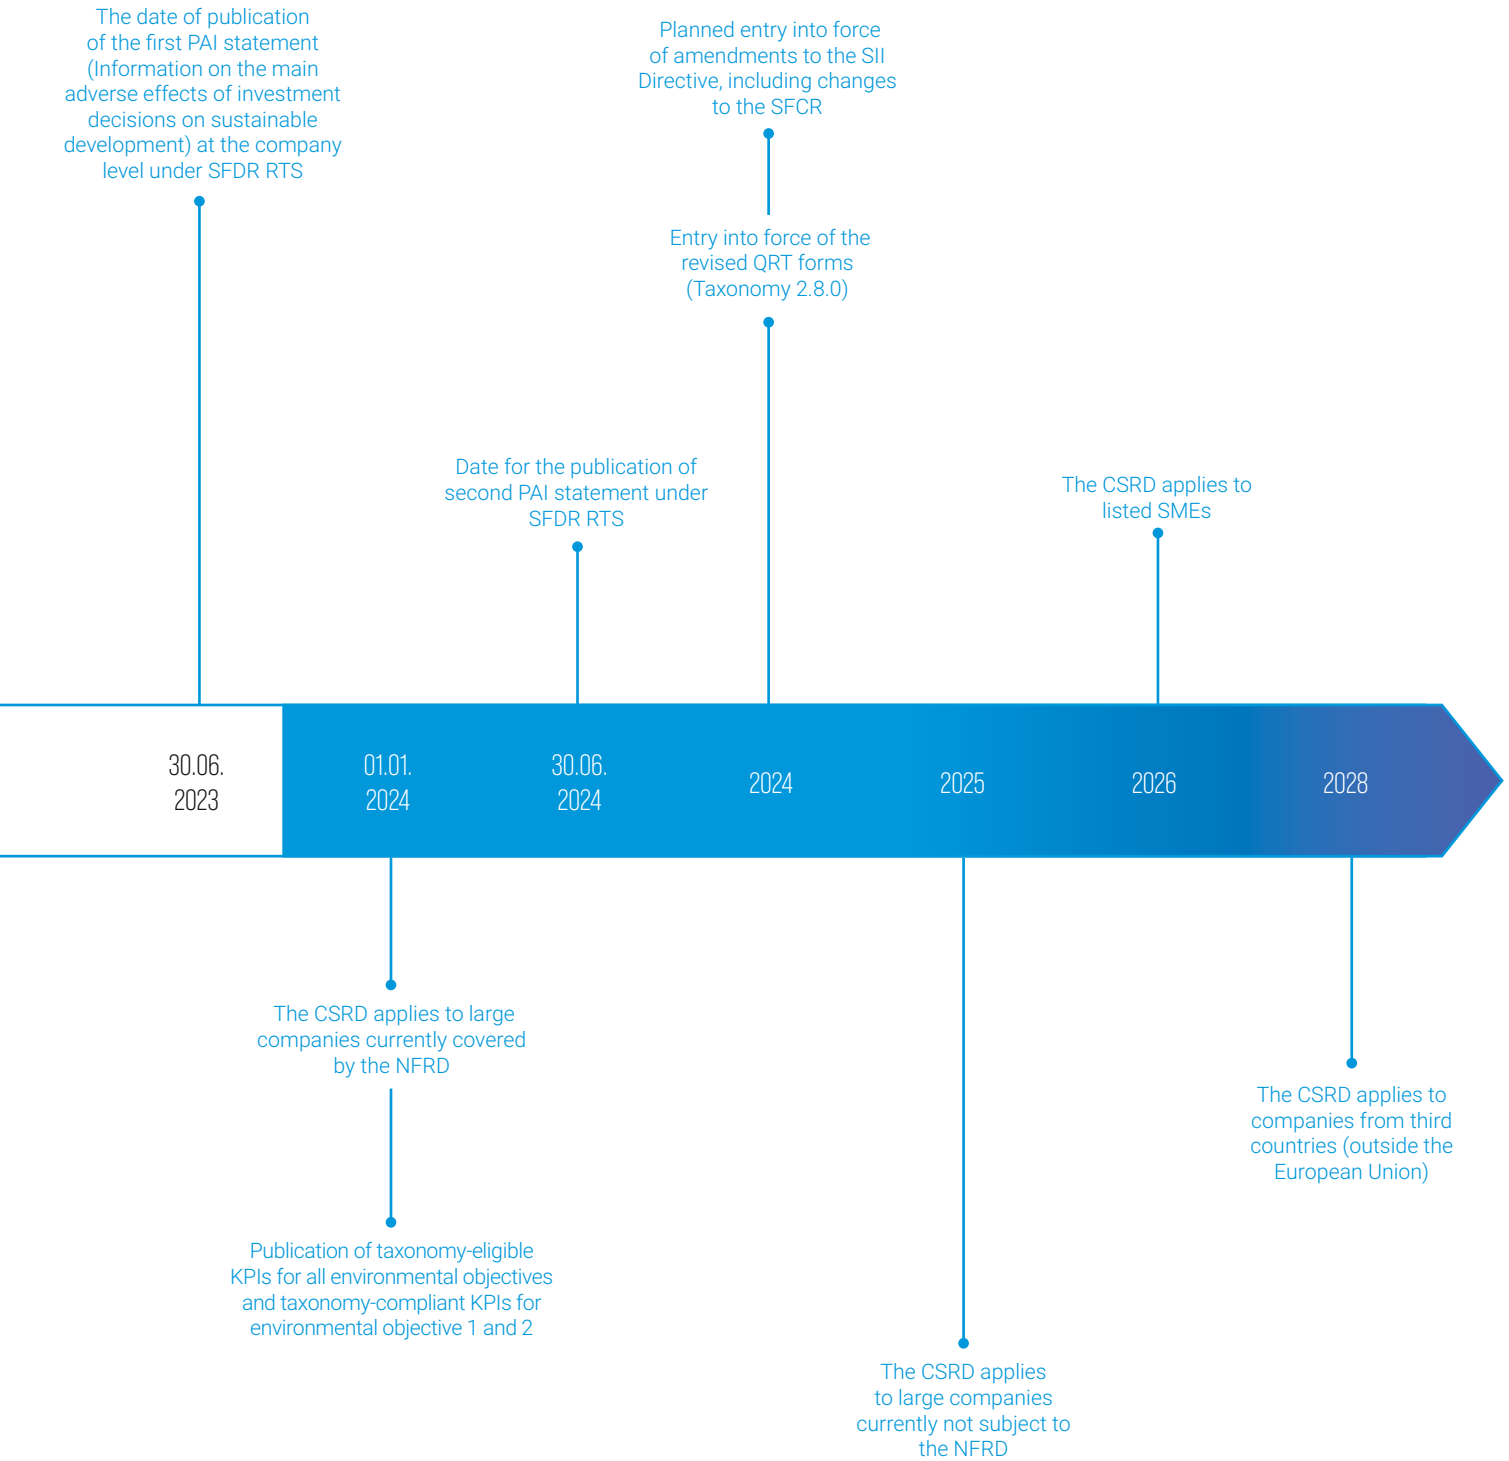 The date of publication
of the first PAI statement
(Information on the main
adverse effects of investment
decisions on sustainable
development) at the company
level under SFDR RTS
Planned entry into force
of amendments to the SII
Directive, including changes
to the SFCR
Entry into force of the
revised QRT forms
(Taxonomy 2.8.0)
Date for the publication of
second PAI statement under
SFDR RTS
The CSRD applies to
listed SMEs
30.06.
2023
01.01.
2024
30.06.
2024
2024
2025
2026
2028
The CSRD applies to large
companies currently covered
by the NFRD
Publication of taxonomy-eligible
KPIs for all environmental objectives
and taxonomy-compliant KPIs for
environmental objective 1 and 2
The CSRD applies
to large companies
currently not subject to
the NFRD
The CSRD applies to
companies from third
countries (outside the
European Union)